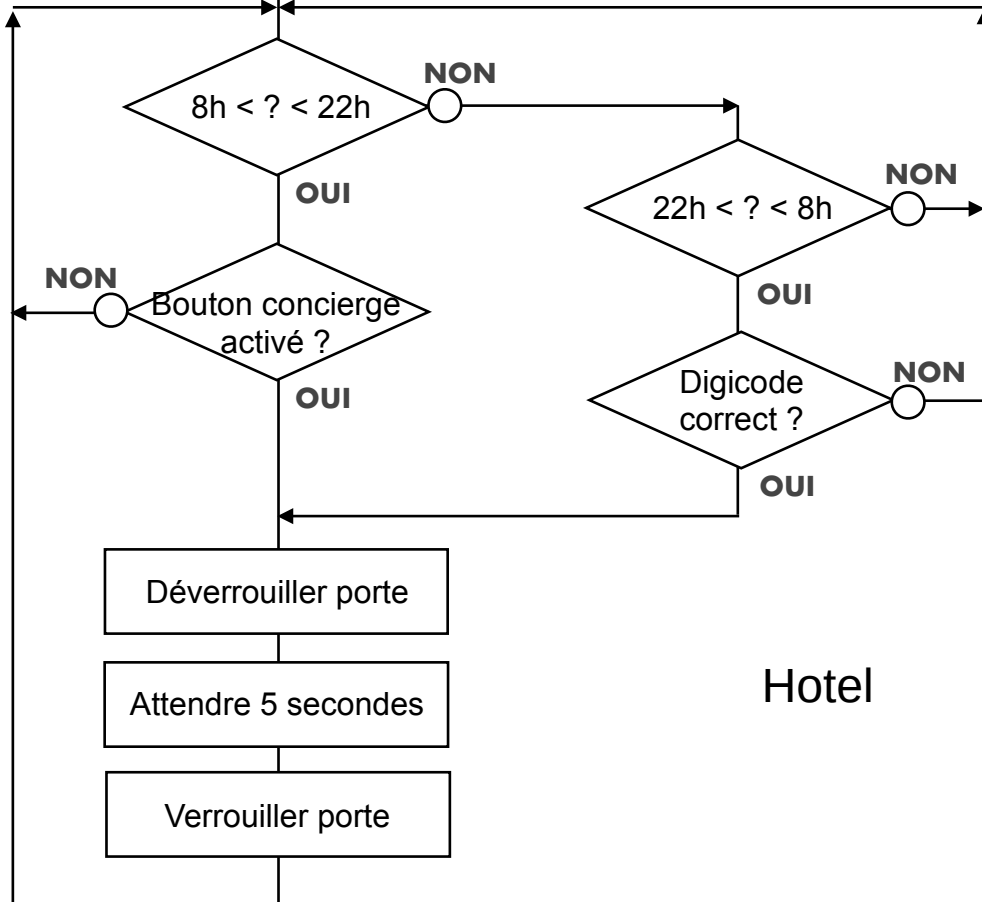 NON
8h < ? < 22h
OUI
NON
22h < ? < 8h
OUI
NON
Bouton concierge
activé ?
OUI
NON
Digicode
correct ?
OUI
Déverrouiller porte
Attendre 5 secondes
Verrouiller porte
Hotel